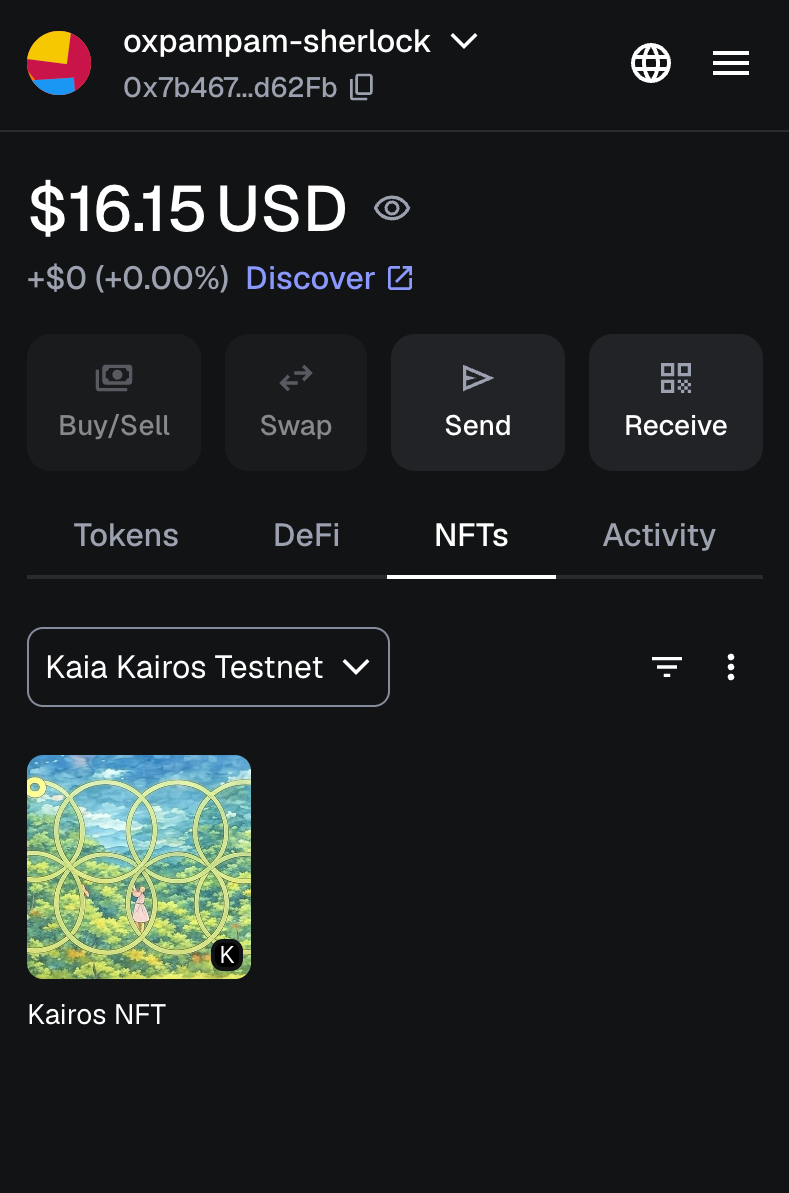 oxpampam-sherlock
0x7b467...d62Fb
$16.15 USD
+$0 (+0.00%) Discover
Buy/Sell
Swap
Send
Receive
Tokens
DeFi
NFTs
Activity
Kaia Kairos Testnet
K
Kairos NFT